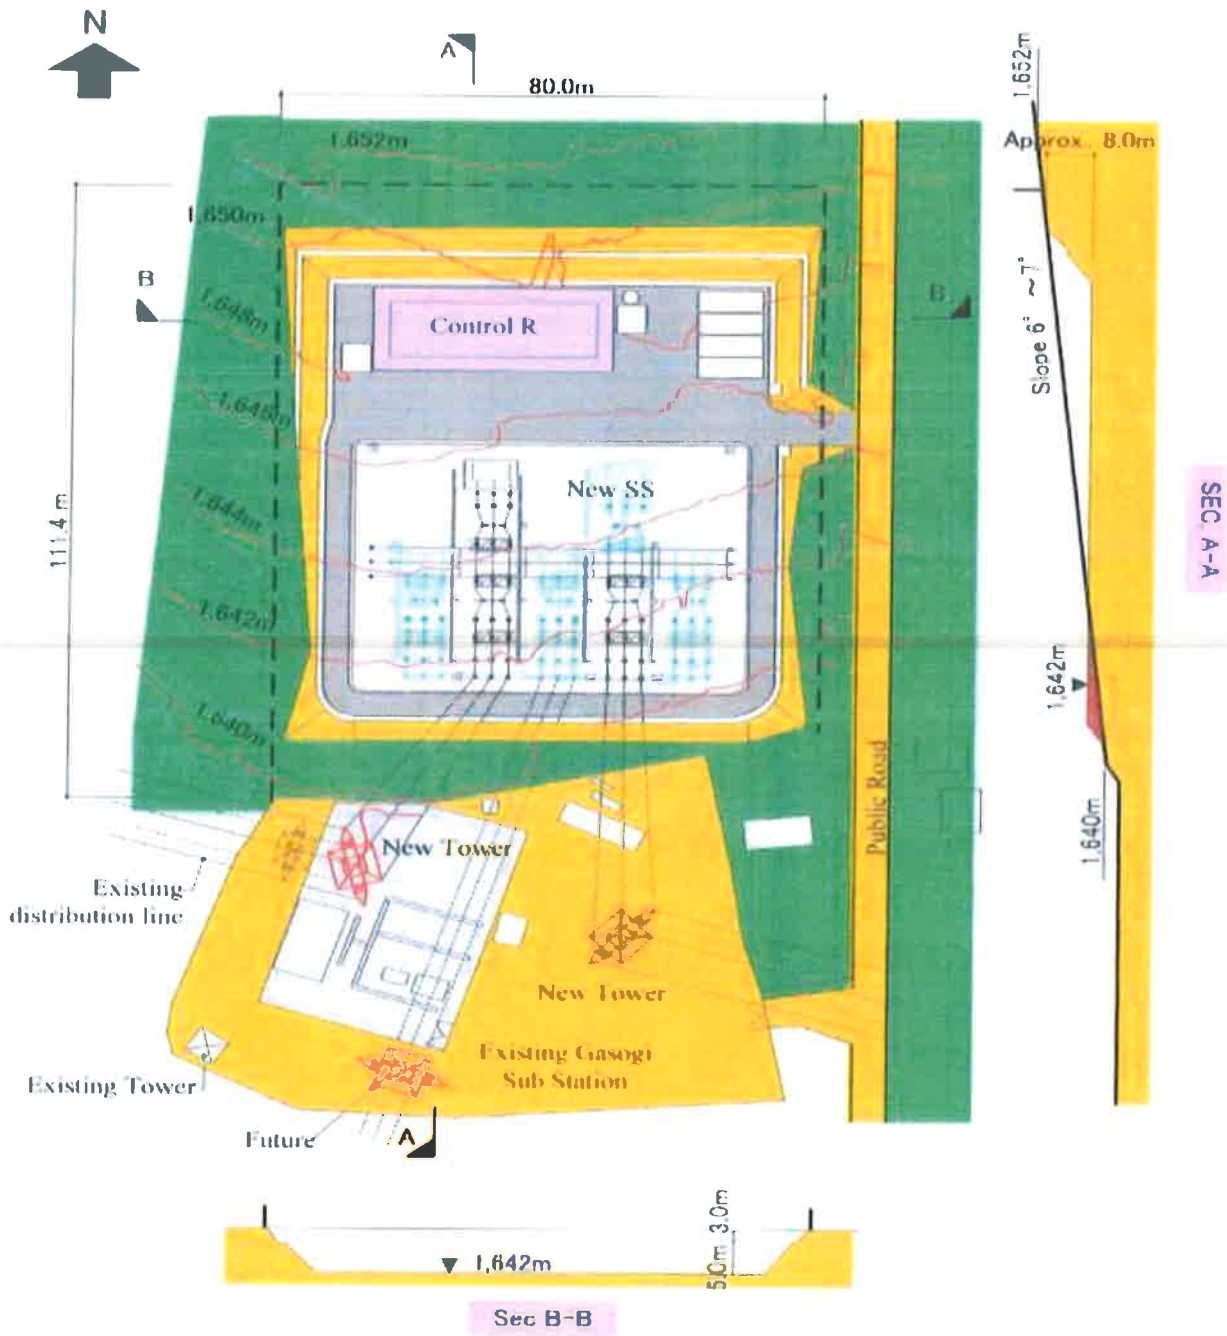 N
A
80.0m
1,652m
Approx. 8.0m
1,652m
1,650m
B
B
1,648m
Control R
Slope 6° ~7°
1,646m
New SS
1,644m
111.4 m
SEC A-A
1,642m
1,642m
1,640m
Public Road
1,640m
New Tower
Existing
distribution line
New Tower
Existing Gasogi
Sub Station
Existing Tower
Future
A
3.0m
5.0m
1,642m
Sec B-B